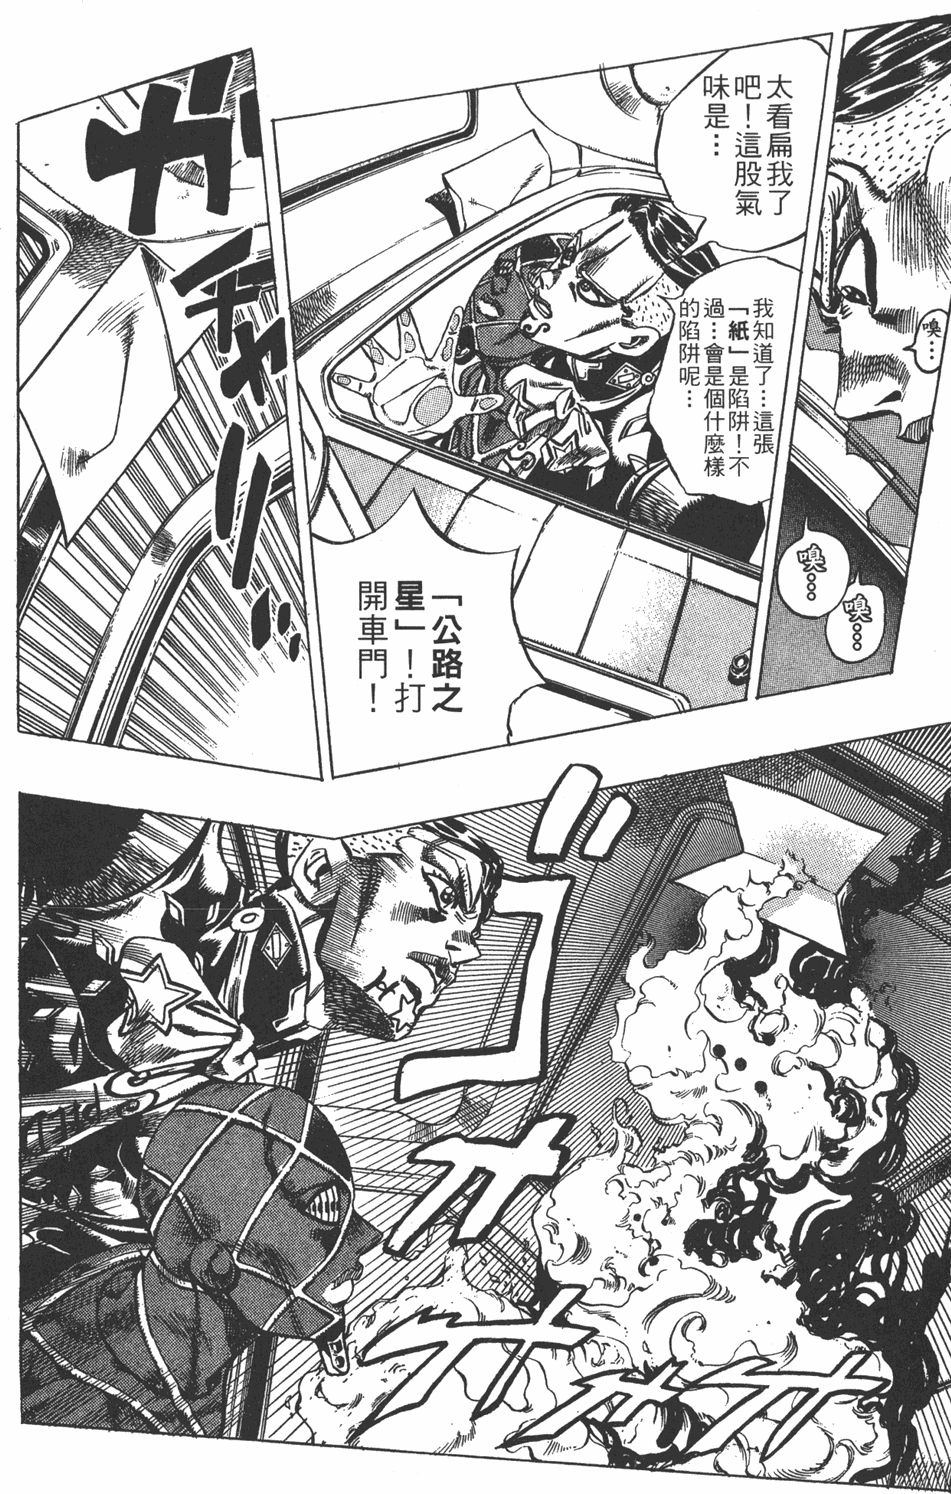 嗅…
嗅…
嗅…
太看扁我了
吧！這股氣
味是…
我知道了…這張
「紙」是陷阱！不
過…會是個什麼樣
的陷阱呢…
「公路之
星」！打
開車門！
ガチャッ
ゴオオオオ